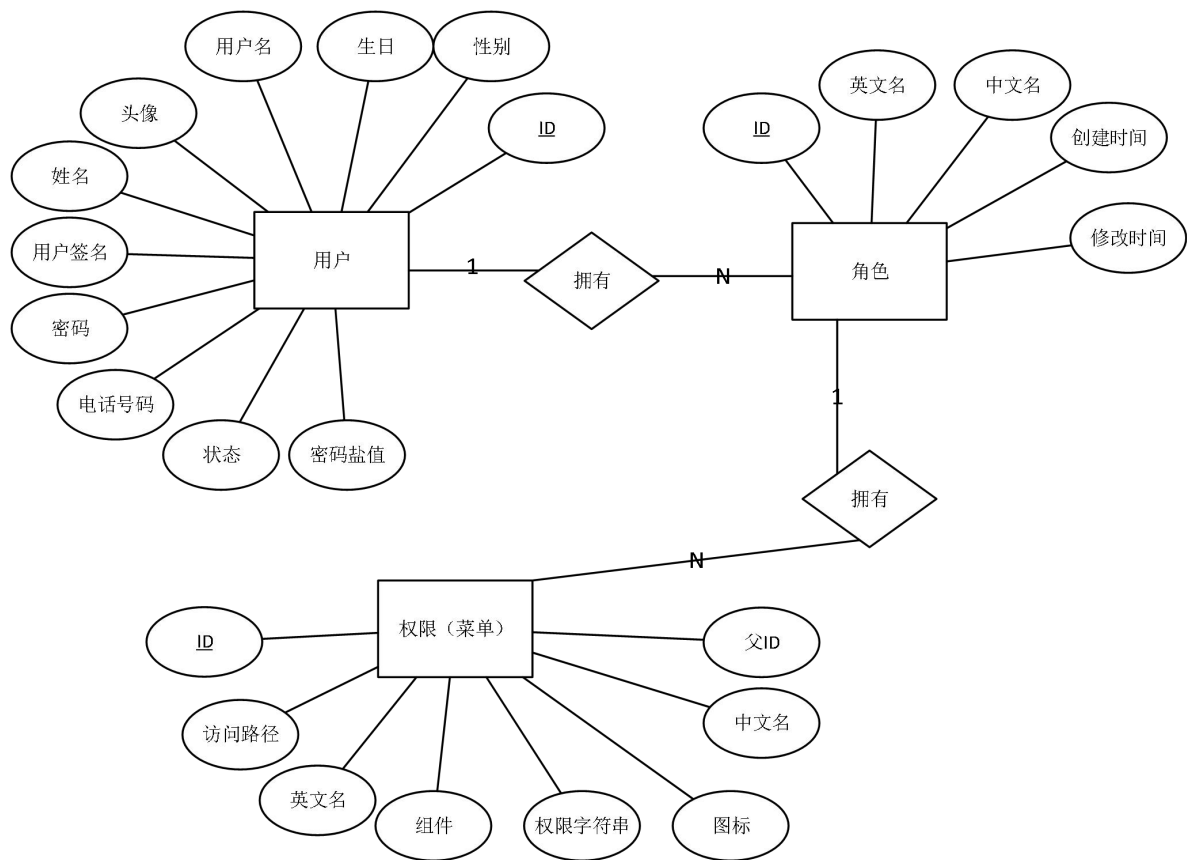 用户名
生日
性别
头像
ID
姓名
用户签名
密码
电话号码
状态
密码盐值
用户
1
拥有
N
ID
英文名
中文名
创建时间
修改时间
角色
1
拥有
N
权限（菜单）
ID
访问路径
英文名
组件
权限字符串
图标
中文名
父ID